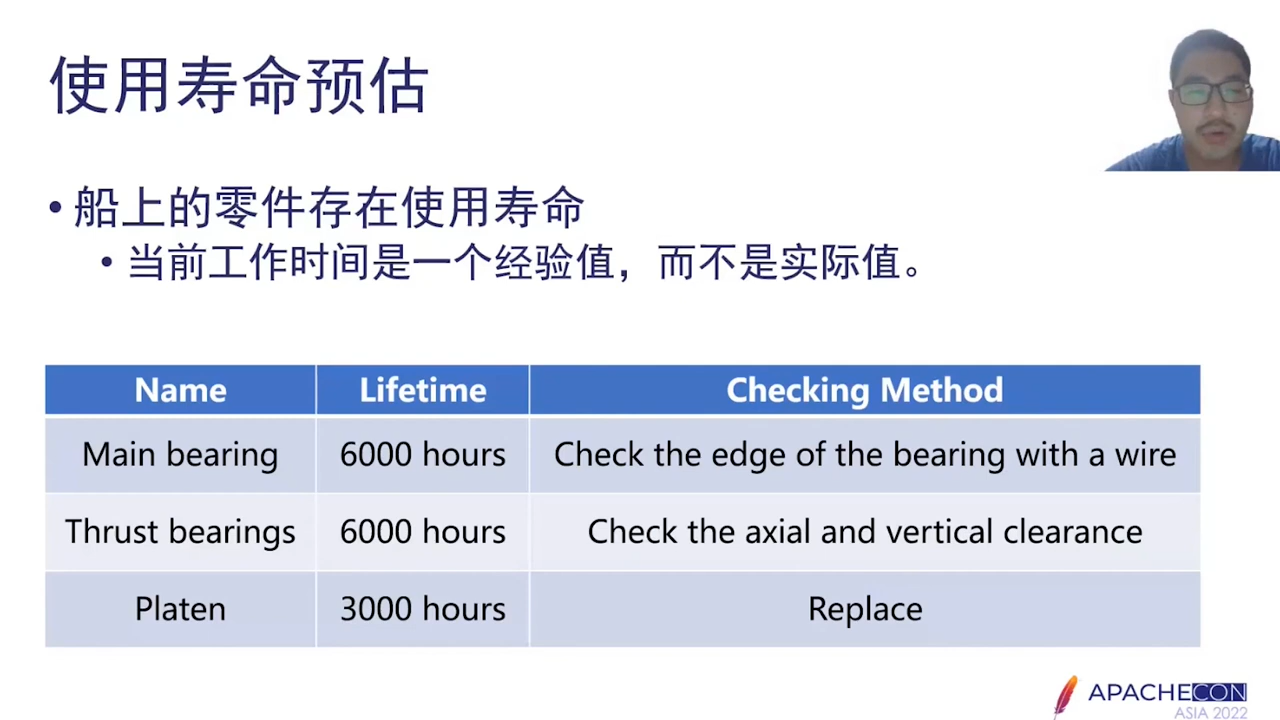 使用寿命预估
• 船上的零件存在使用寿命
• 当前工作时间是一个经验值，而不是实际值。
Name Lifetime Checking Method
Main bearing 6000 hours Check the edge of the bearing with a wire
Thrust bearings 6000 hours Check the axial and vertical clearance
Platen 3000 hours Replace
APACHECON
ASIA 2022